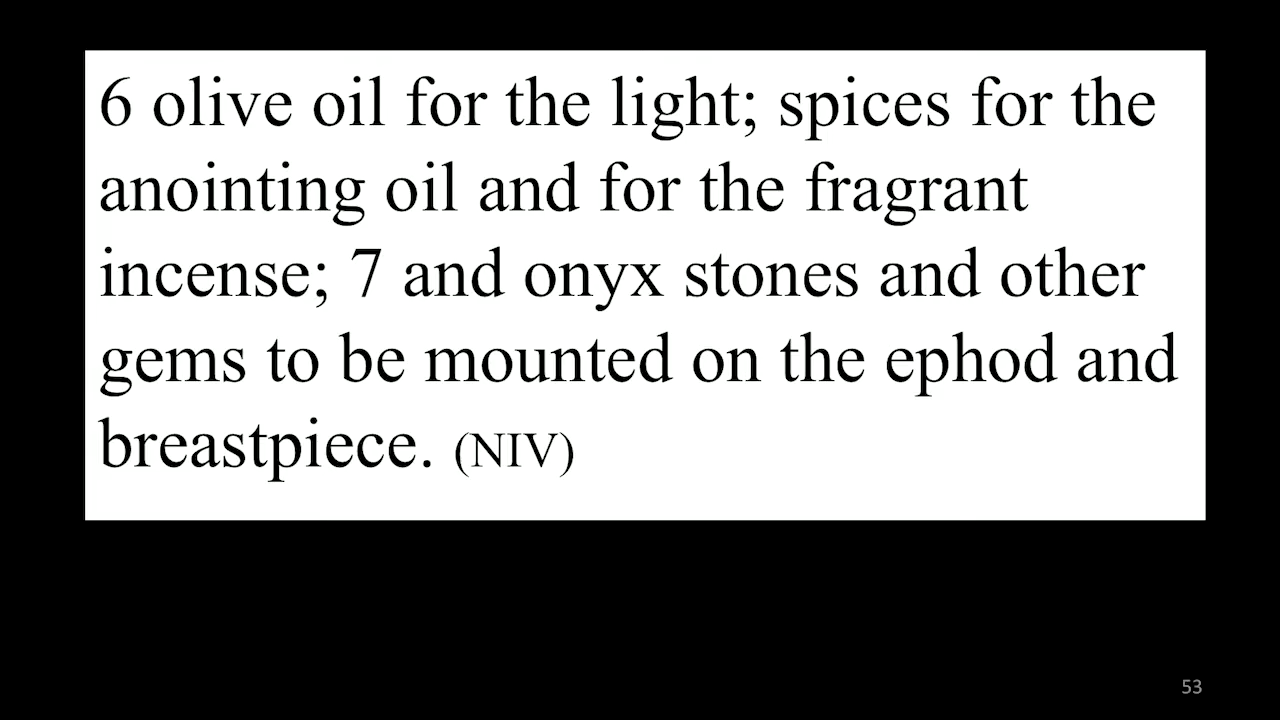 6 olive oil for the light; spices for the
anointing oil and for the fragrant
incense; 7 and onyx stones and other
gems to be mounted on the ephod and
breastpiece. (NIV)
53